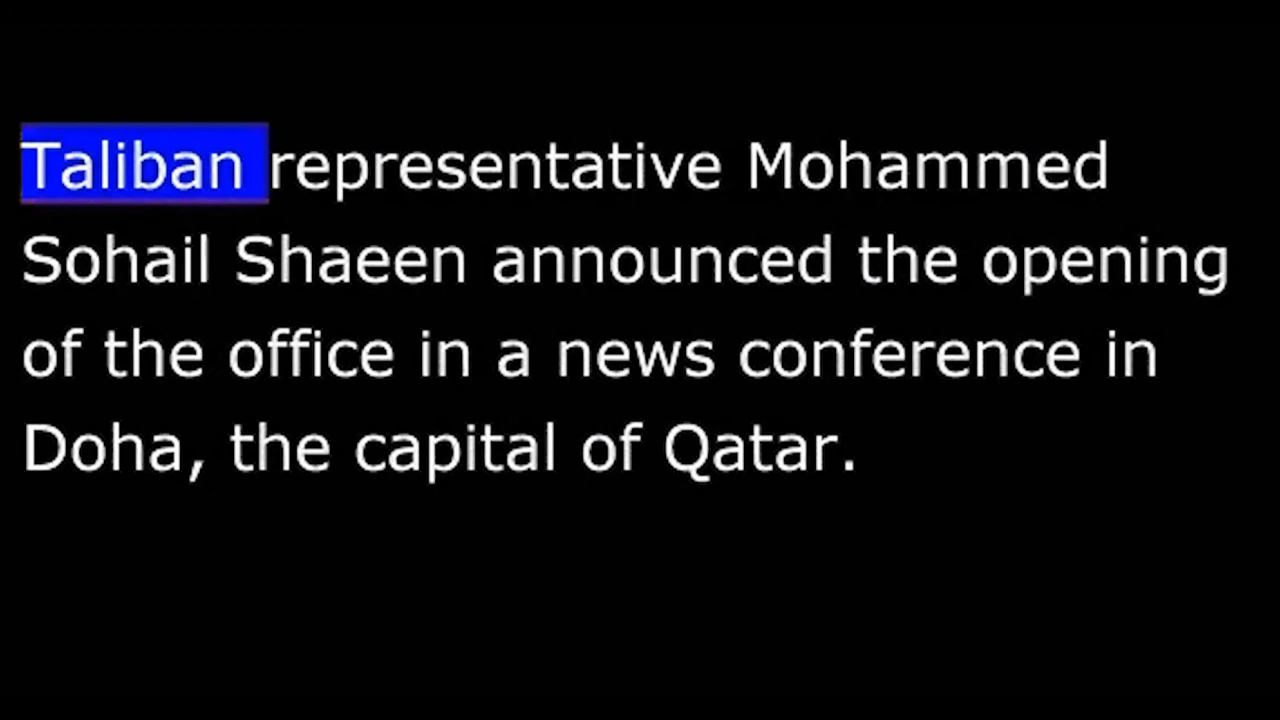 Taliban representative Mohammed
Sohail Shaeen announced the opening
of the office in a news conference in
Doha, the capital of Qatar.